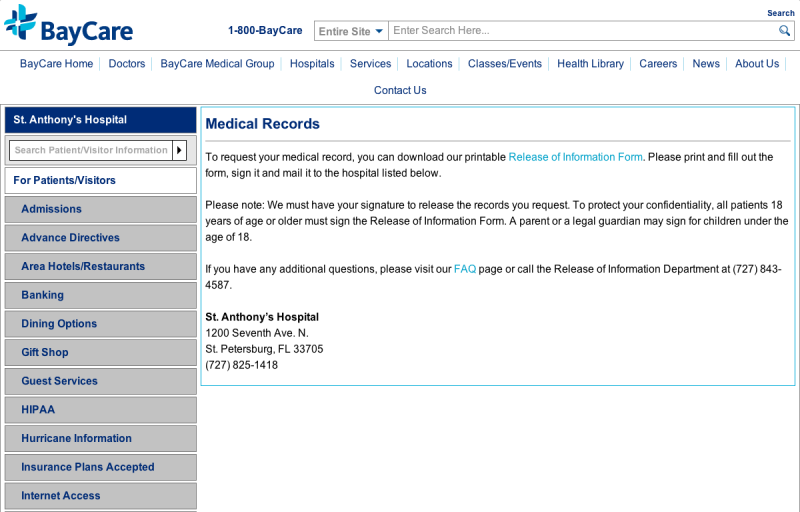 BayCare
Search
1-800-BayCare
Entire Site
Enter Search Here...
BayCare Home
Doctors
BayCare Medical Group
Hospitals
Services
Locations
Classes/Events
Health Library
Careers
News
About Us
Contact Us
St. Anthony's Hospital
Search Patient/Visitor Information
For Patients/Visitors
Admissions
Advance Directives
Area Hotels/Restaurants
Banking
Dining Options
Gift Shop
Guest Services
HIPAA
Hurricane Information
Insurance Plans Accepted
Internet Access
Medical Records
To request your medical record, you can download our printable Release of Information Form. Please print and fill out the
form, sign it and mail it to the hospital listed below.
Please note: We must have your signature to release the records you request. To protect your confidentiality, all patients 18
years of age or older must sign the Release of Information Form. A parent or a legal guardian may sign for children under the
age of 18.
If you have any additional questions, please visit our FAQ page or call the Release of Information Department at (727) 843-
4587.
St. Anthony's Hospital
1200 Seventh Ave. N.
St. Petersburg, FL 33705
(727) 825-1418